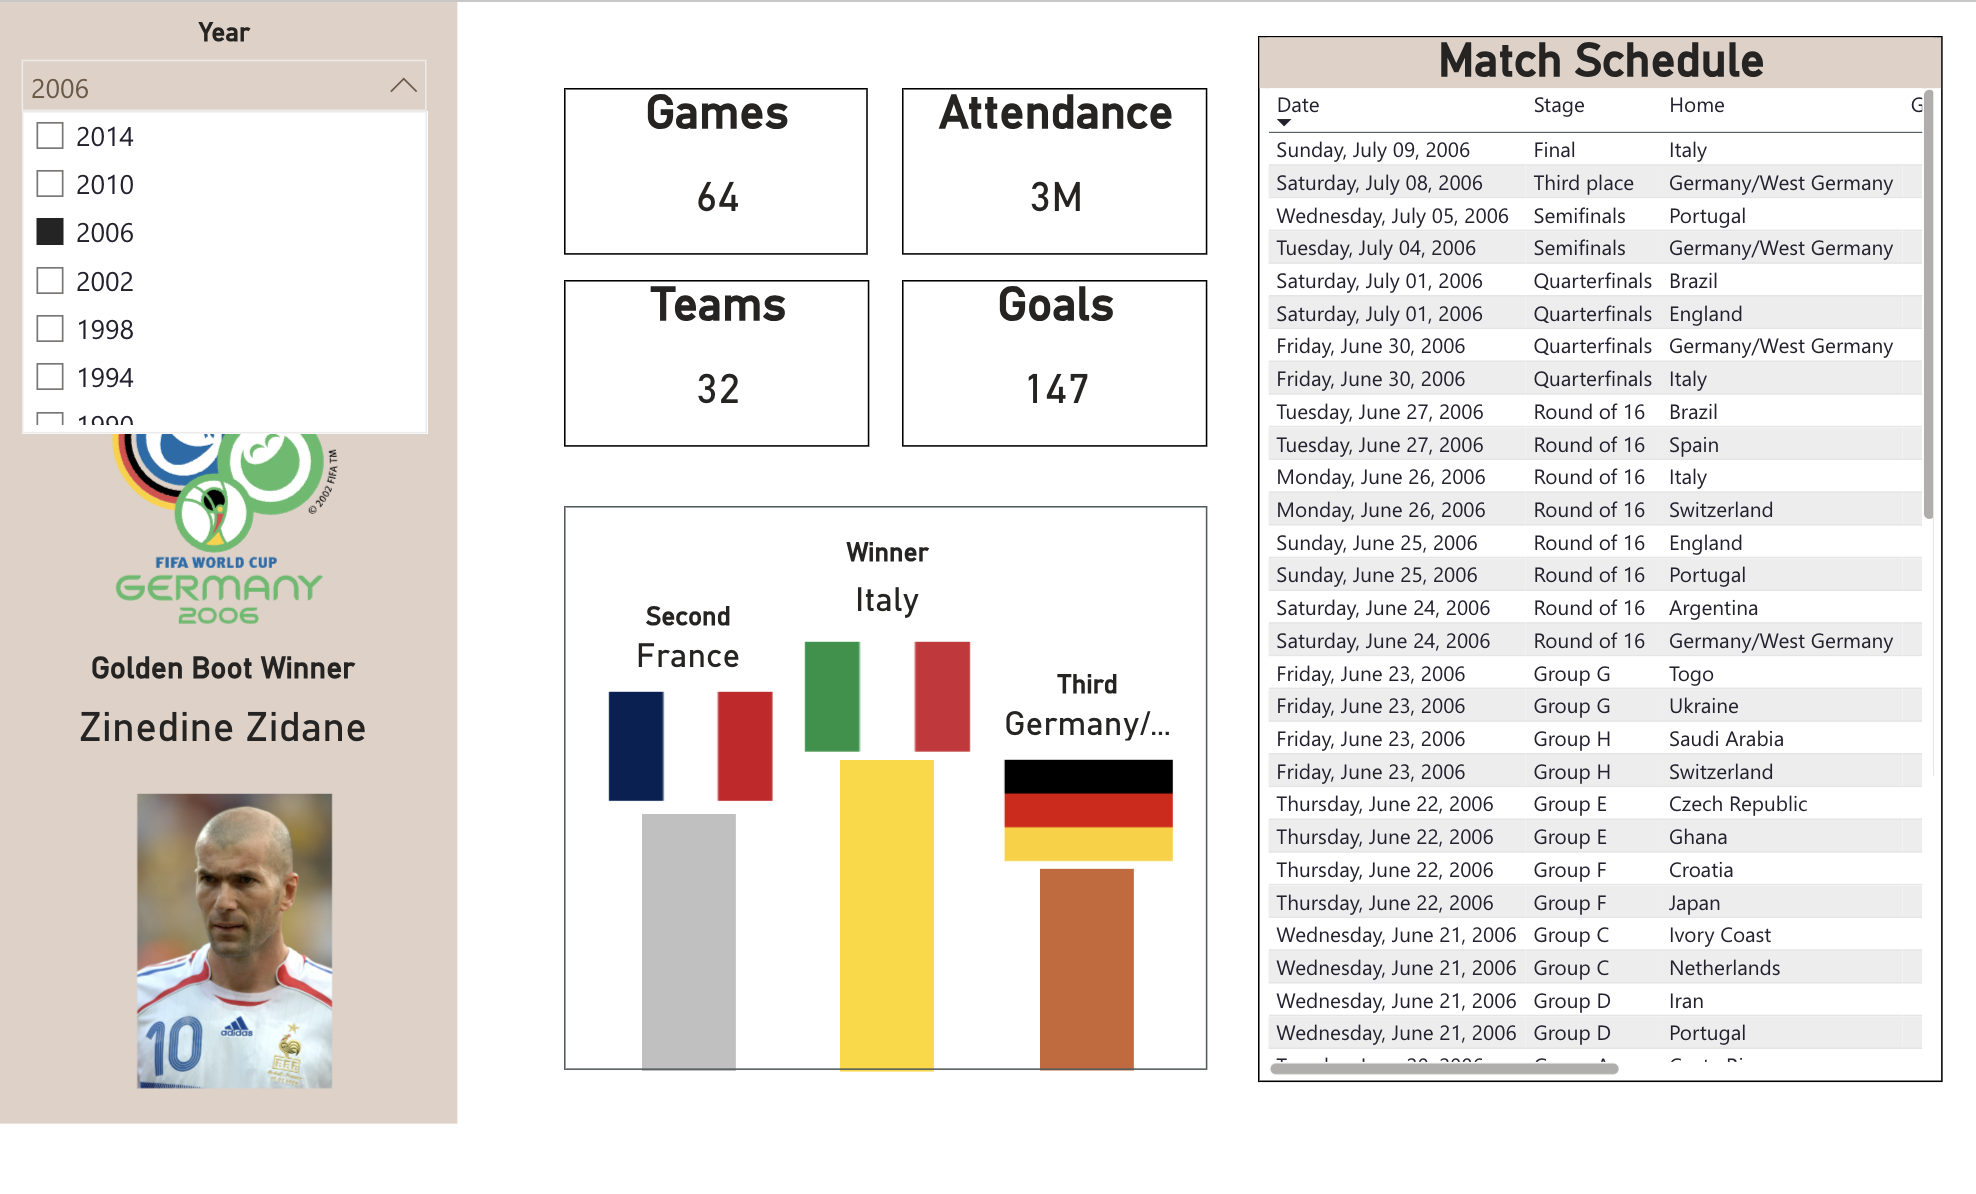 Year
2006
2014
2010
2006
2002
1998
1994
1990
© 2002 FIFA TM
FIFA WORLD CUP
GERMANY
2006
Golden Boot Winner
Zinedine Zidane
10
adidas
Games
64
Attendance
3M
Teams
32
Goals
147
Winner
Italy
Second
France
Third
Germany/...
Match Schedule
Date Stage Home G
Sunday, July 09, 2006 Final Italy
Saturday, July 08, 2006 Third place Germany/West Germany
Wednesday, July 05, 2006 Semifinals Portugal
Tuesday, July 04, 2006 Semifinals Germany/West Germany
Saturday, July 01, 2006 Quarterfinals Brazil
Saturday, July 01, 2006 Quarterfinals England
Friday, June 30, 2006 Quarterfinals Germany/West Germany
Friday, June 30, 2006 Quarterfinals Italy
Tuesday, June 27, 2006 Round of 16 Brazil
Tuesday, June 27, 2006 Round of 16 Spain
Monday, June 26, 2006 Round of 16 Italy
Monday, June 26, 2006 Round of 16 Switzerland
Sunday, June 25, 2006 Round of 16 England
Sunday, June 25, 2006 Round of 16 Portugal
Saturday, June 24, 2006 Round of 16 Argentina
Saturday, June 24, 2006 Round of 16 Germany/West Germany
Friday, June 23, 2006 Group G Togo
Friday, June 23, 2006 Group G Ukraine
Friday, June 23, 2006 Group H Saudi Arabia
Friday, June 23, 2006 Group H Switzerland
Thursday, June 22, 2006 Group E Czech Republic
Thursday, June 22, 2006 Group E Ghana
Thursday, June 22, 2006 Group F Croatia
Thursday, June 22, 2006 Group F Japan
Wednesday, June 21, 2006 Group C Ivory Coast
Wednesday, June 21, 2006 Group C Netherlands
Wednesday, June 21, 2006 Group D Iran
Wednesday, June 21, 2006 Group D Portugal